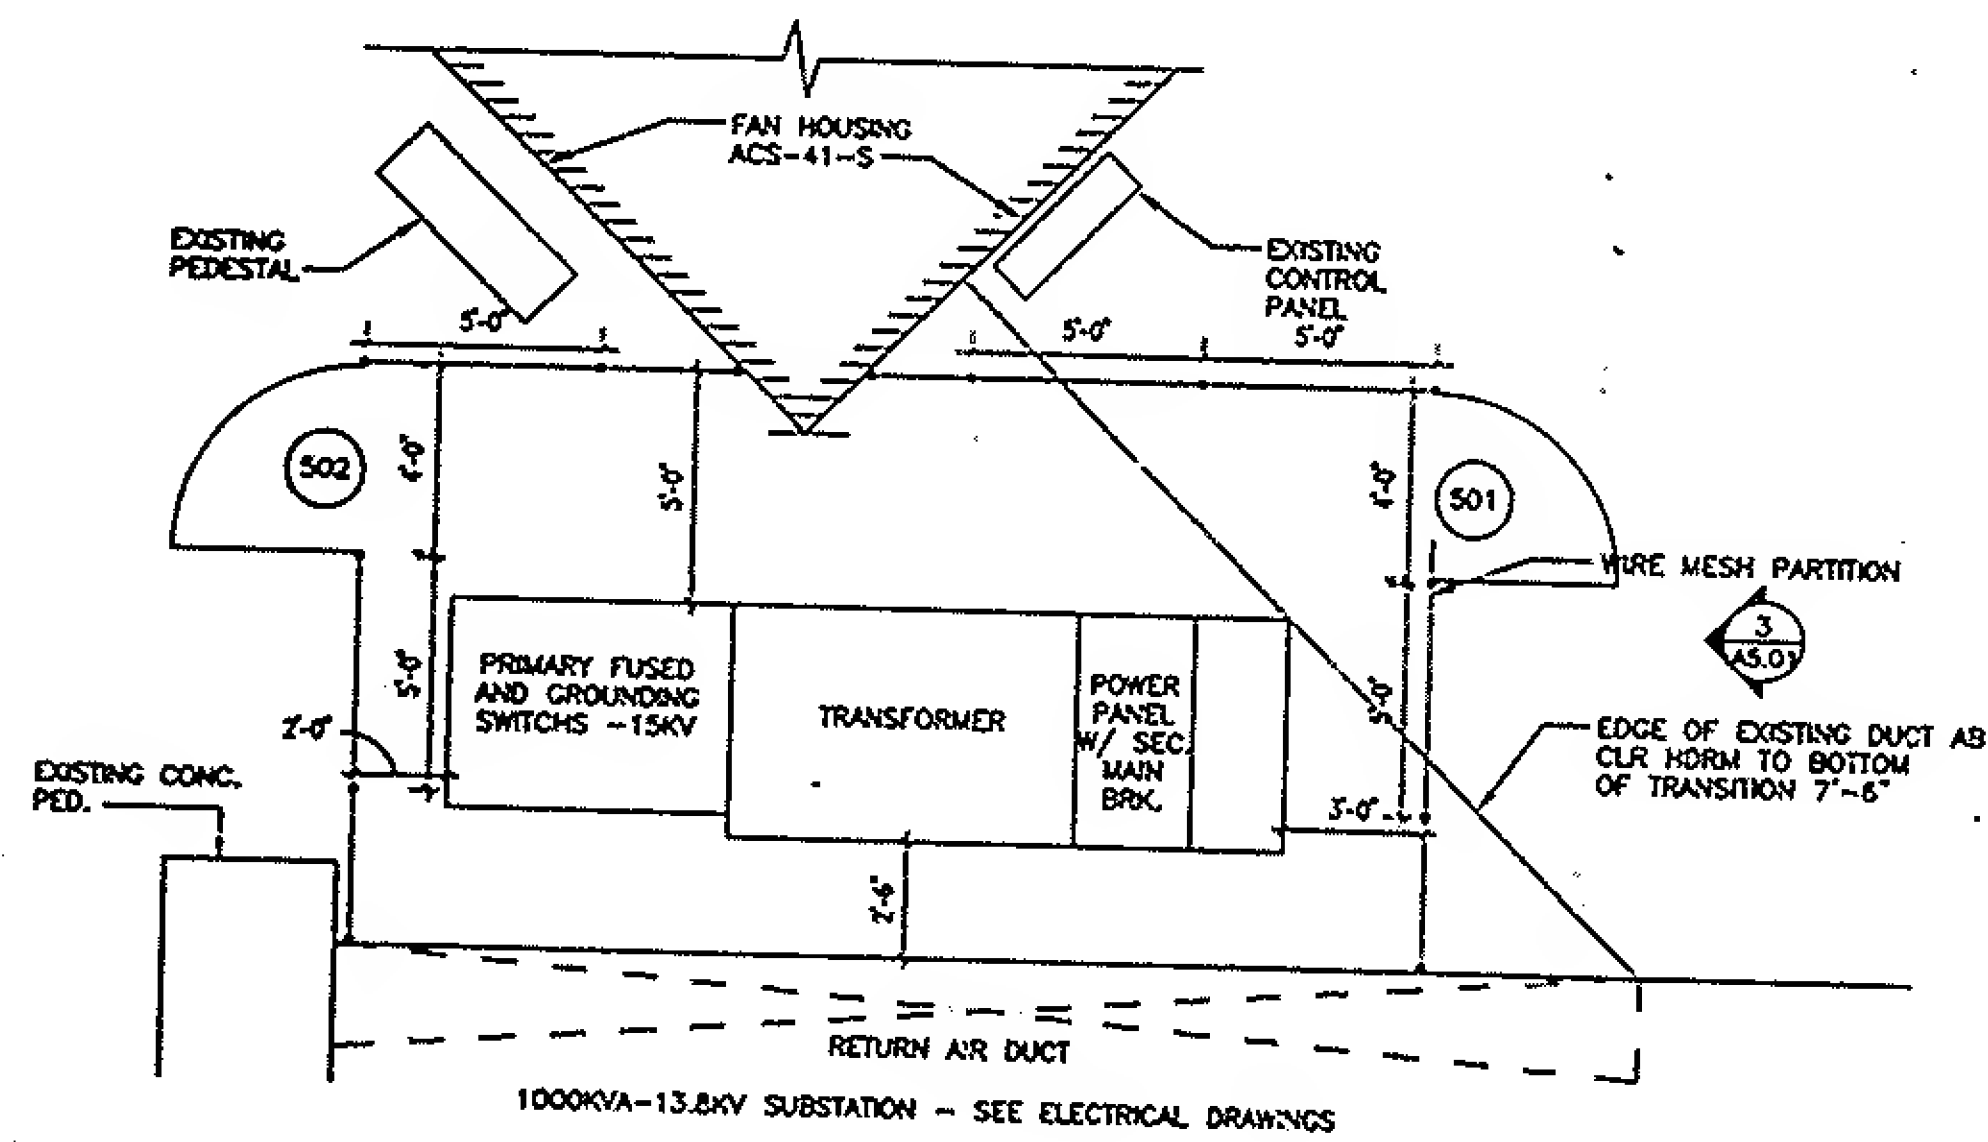 FAN HOUSING
ACS-41-S
EXISTING
PEDESTAL
EXISTING
CONTROL
PANEL
5'-0"
5'-0"
5'-0"
502
4'-0"
5'-0"
4'-0"
501
WIRE MESH PARTITION
3
A5.01
PRIMARY FUSED
AND GROUNDING
SWITCHS -15KV
TRANSFORMER
POWER
PANEL
W/ SEC.
MAIN
BRK.
5'-0"
5'-0"
2'-0"
EDGE OF EXISTING DUCT AB
CLR FORM TO BOTTOM
OF TRANSITION 7'-6"
EXISTING CONC.
PED.
3'-0"
2'-6"
RETURN AIR DUCT
1000KVA-13.8KV SUBSTATION - SEE ELECTRICAL DRAWINGS